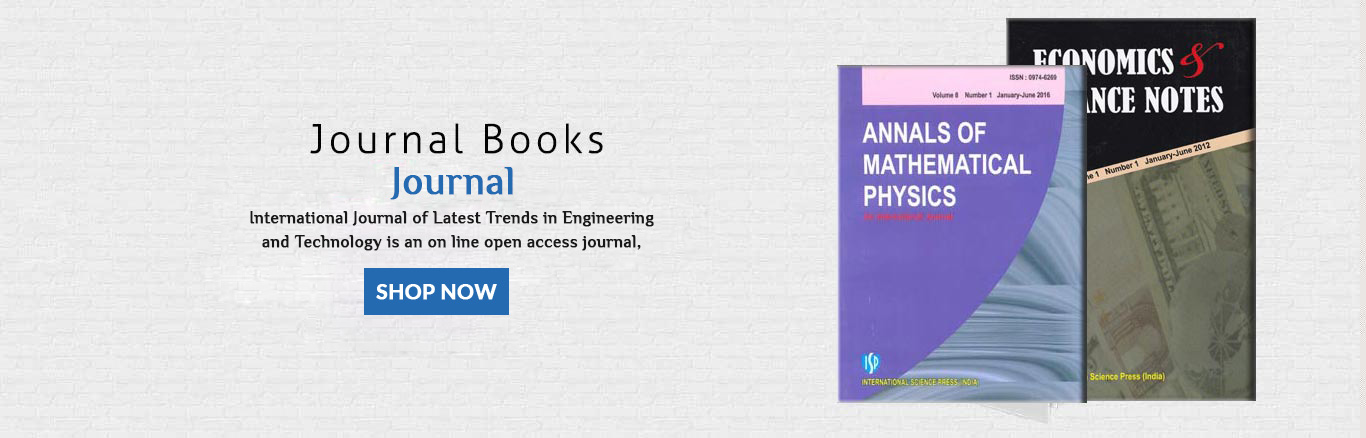 Journal Books
Journal
International Journal of Latest Trends in Engineering
and Technology is an on line open access journal,
SHOP NOW
ISSN : 0974-6269
Volume 8 Number 1 January-June 2016
ANNALS OF
MATHEMATICAL
PHYSICS
ISP
INTERNATIONAL SCIENCE PRESS, INDIA)
ECONOMICS &
NOTES
1 Number 1 January-June 2012
Science Press (India)